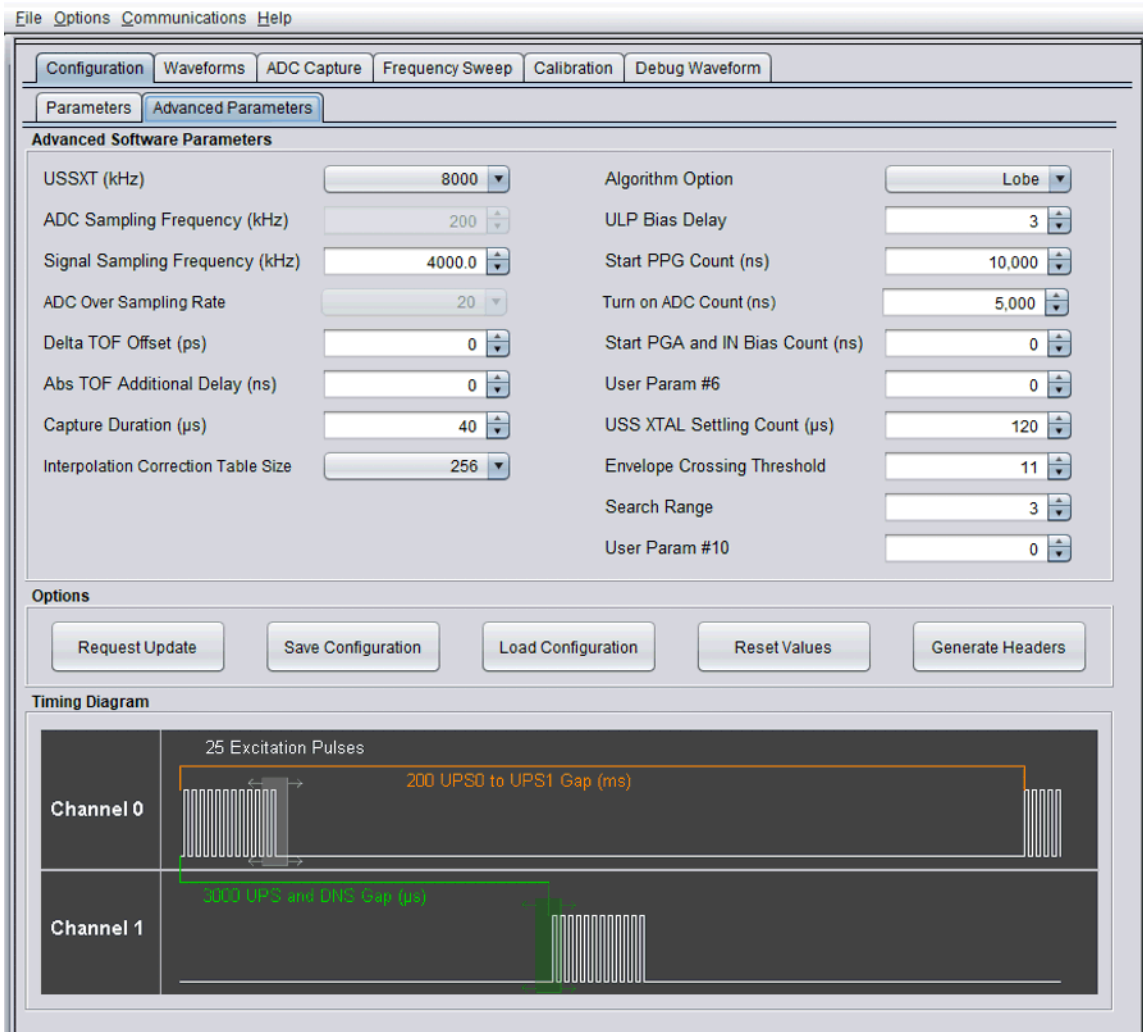 File Options Communications Help
Configuration Waveforms ADC Capture Frequency Sweep Calibration Debug Waveform
Parameters Advanced Parameters
Advanced Software Parameters
USSXT (kHz) 8000 Algorithm Option Lobe
ADC Sampling Frequency (kHz) 200 ULP Bias Delay 3
Signal Sampling Frequency (kHz) 4000.0 Start PPG Count (ns) 10,000
ADC Over Sampling Rate 20 Turn on ADC Count (ns) 5,000
Delta TOF Offset (ps) 0 Start PGA and IN Bias Count (ns) 0
Abs TOF Additional Delay (ns) 0 User Param #6 0
Capture Duration (µs) 40 USS XTAL Settling Count (µs) 120
Interpolation Correction Table Size 256 Envelope Crossing Threshold 11
Search Range 3
User Param #10 0
Options
Request Update Save Configuration Load Configuration Reset Values Generate Headers
Timing Diagram
25 Excitation Pulses
200 UPS0 to UPS1 Gap (ms)
Channel 0
3000 UPS and DNS Gap (µs)
Channel 1